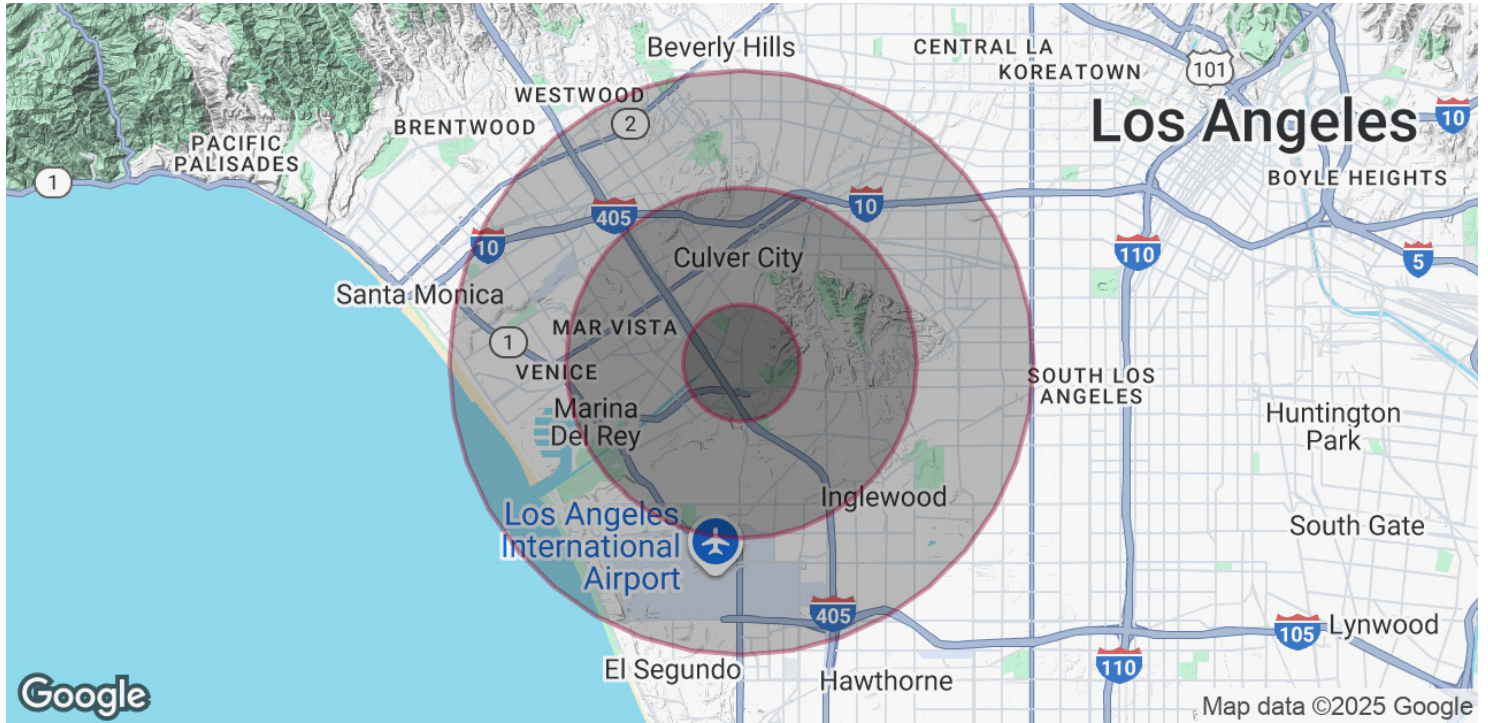 Beverly Hills
CENTRAL LA
KOREATOWN
101
WESTWOOD
2
BRENTWOOD
Los Angeles
10
PACIFIC
PALISADES
1
BOYLE HEIGHTS
405
10
10
110
5
Culver City
Santa Monica
MAR VISTA
1
VENICE
SOUTH LOS
ANGELES
Marina
Del Rey
Huntington
Park
Inglewood
Los Angeles
International
Airport
South Gate
405
105
Lynwood
El Segundo
Hawthorne
110
Google
Map data ©2025 Google